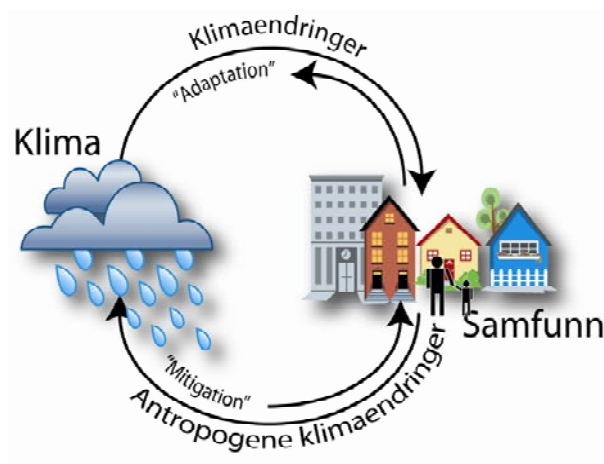 Klimaendringer
"Adaptation"
Klima
Samfunn
"Mitigation"
Antropogene klimaendringer